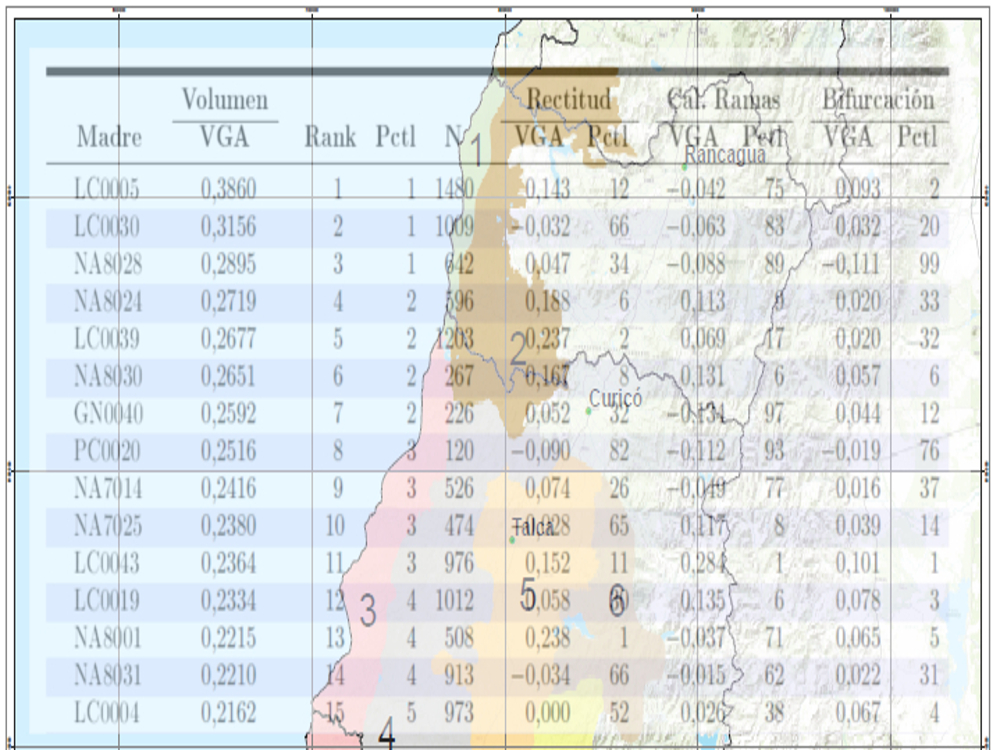 Volumen Rectitud Cal. Ramas Bifurcación
Madre VGA Rank Pctl N VGA Pctl VGA Pctl VGA Pctl
1
Rancagua
LC0005 0,3860 1 1 1480 0,143 12 −0,042 75 0,093 2
LC0030 0,3156 2 1 1009 −0,032 66 −0,063 83 0,032 20
NA8028 0,2895 3 1 642 0,047 34 −0,088 89 −0,111 99
NA8024 0,2719 4 2 596 0,188 6 0,113 9 0,020 33
LC0039 0,2677 5 2 1203 0,237 2 0,069 17 0,020 32
2
NA8030 0,2651 6 2 267 0,167 8 0,131 6 0,057 6
Curicó
GN0040 0,2592 7 2 226 0,052 32 −0,134 97 0,044 12
PC0020 0,2516 8 3 120 −0,090 82 −0,112 93 −0,019 76
NA7014 0,2416 9 3 526 0,074 26 −0,049 77 0,016 37
NA7025 0,2380 10 3 474 65 0,117 8 0,039 14
Talca
LC0043 0,2364 11 3 976 0,152 11 0,284 1 0,101 1
LC0019 0,2334 12 4 1012 0,058 0,135 6 0,078 3
3 5 6
NA8001 0,2215 13 4 508 0,238 1 −0,037 71 0,065 5
NA8031 0,2210 14 4 913 −0,034 66 −0,015 62 0,022 31
LC0004 0,2162 15 5 973 0,000 52 0,026 38 0,067 4
4